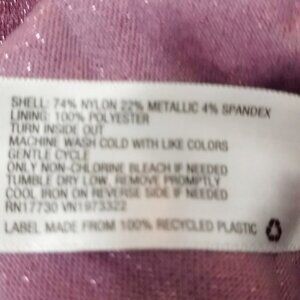 SHELL: 74% NYLON 22% METALLIC 4% SPANDEX
LINING: 100% POLYESTER
TURN INSIDE OUT
MACHINE WASH COLD WITH LIKE COLORS
GENTLE CYCLE
ONLY NON-CHLORINE BLEACH IF NEEDED
TUMBLE DRY LOW, REMOVE PROMPTLY
COOL IRON ON REVERSE SIDE IF NEEDED
RN17730 VN1973322
LABEL MADE FROM 100% RECYCLED PLASTIC